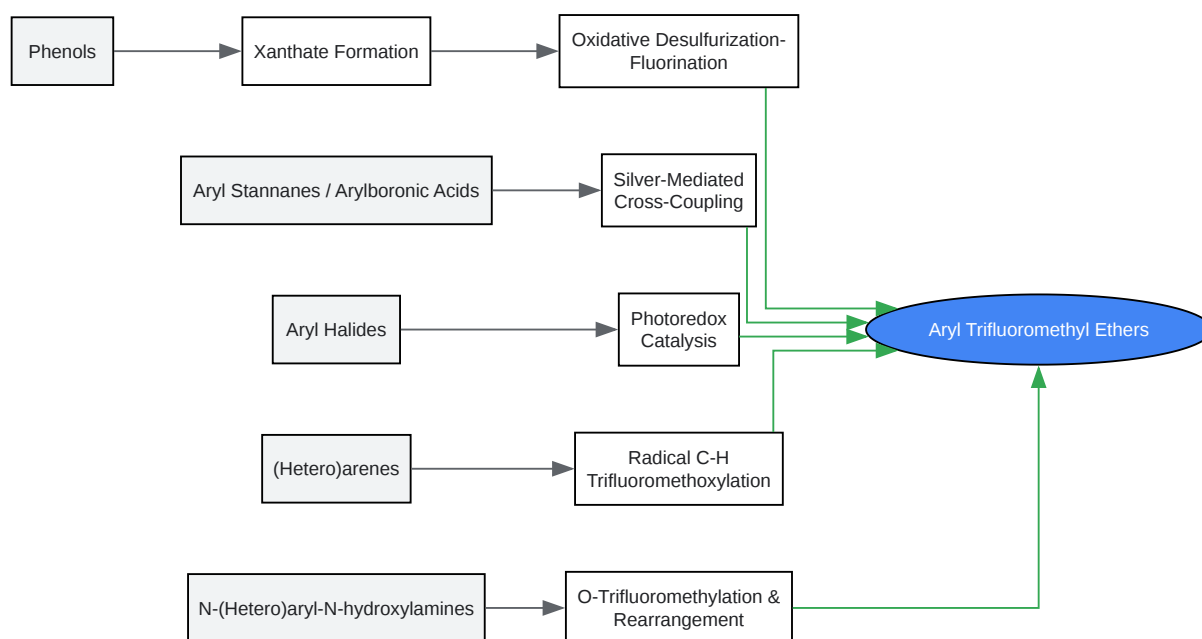 Phenols
Xanthate Formation
Oxidative Desulfurization-
Fluorination
Aryl Stannanes / Arylboronic Acids
Silver-Mediated
Cross-Coupling
Aryl Halides
Photoredox
Catalysis
Aryl Trifluoromethyl Ethers
(Hetero)arenes
Radical C-H
Trifluoromethoxylation
N-(Hetero)aryl-N-hydroxylamines
O-Trifluoromethylation &
Rearrangement